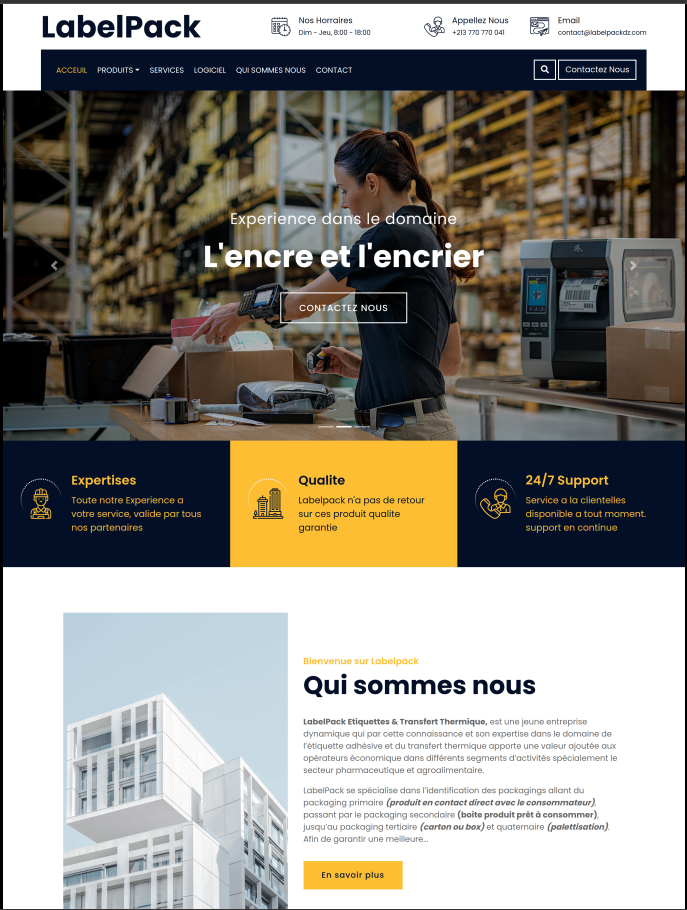 LabelPack
Nos Horraires
Dim - Jeu, 8:00 - 18:00
Appellez Nous
+213 770 770 041
Email
contact@labelpackdz.com
ACCEUIL PRODUITS SERVICES LOGICIEL QUI SOMMES NOUS CONTACT
Contactez Nous
Experience dans le domaine
L'encre et l'encrier
CONTACTEZ NOUS
Expertises
Toute notre Experience a
votre service, valide par tous
nos partenaires
Qualite
Labelpack n'a pas de retour
sur ces produit qualite
garantie
24/7 Support
Service a la clientelles
disponible a tout moment.
support en continue
Bienvenue sur Labelpack
Qui sommes nous
LabelPack Etiquettes & Transfert Thermique, est une jeune entreprise
dynamique qui par cette connaissance et son expertise dans le domaine de
l'étiquette adhésive et du transfert thermique apporte une valeur ajoutée aux
opérateurs économique dans différents segments d'activités spécialement le
secteur pharmaceutique et agroalimentaire.
LabelPack se spécialise dans l'identification des packagings allant du
packaging primaire (produit en contact direct avec le consommateur),
passant par le packaging secondaire (boite produit prêt à consommer),
jusqu'au packaging tertiaire (carton ou box) et quaternaire (palettisation).
Afin de garantir une meilleure...
En savoir plus